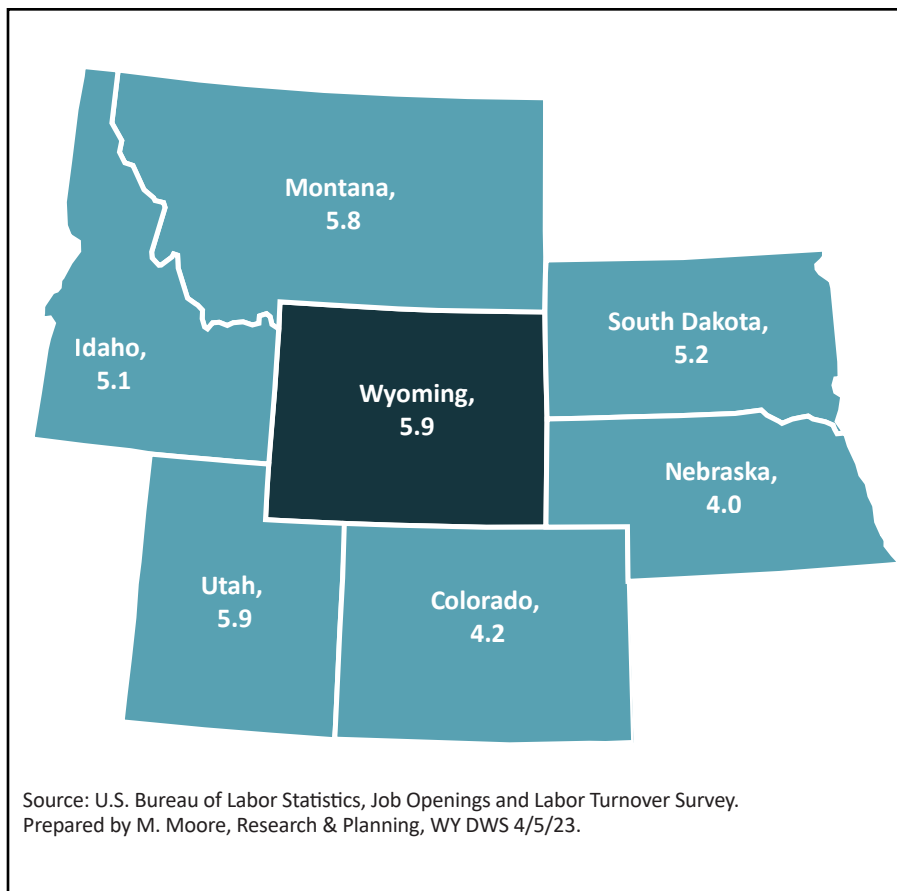 Montana,
5.8
South Dakota,
5.2
Idaho,
5.1
Wyoming,
5.9
Nebraska,
4.0
Utah,
5.9
Colorado,
4.2
Source: U.S. Bureau of Labor Statistics, Job Openings and Labor Turnover Survey.
Prepared by M. Moore, Research & Planning, WY DWS 4/5/23.